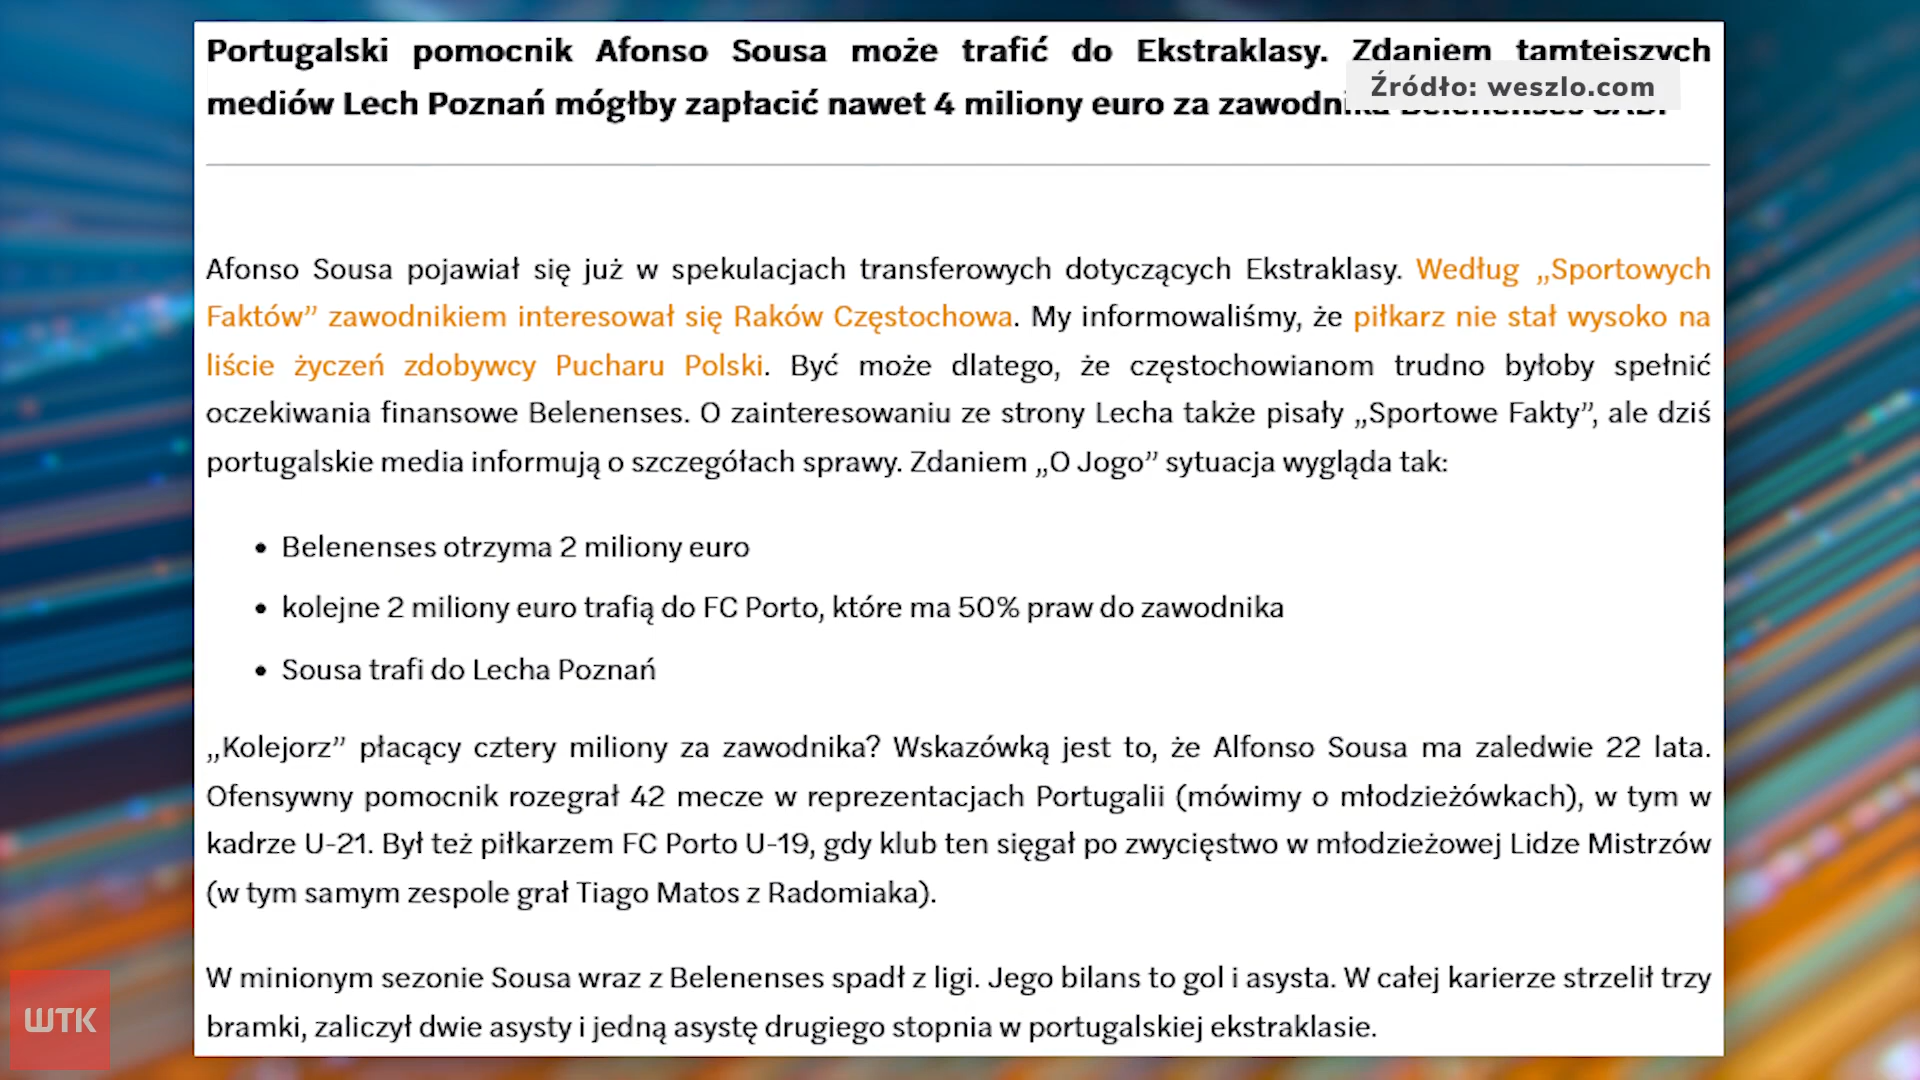 Portugalski pomocnik Afonso Sousa może trafić do Ekstraklasy. Zdaniem tamtejszych
Źródło: weszlo.com
mediów Lech Poznań mógłby zapłacić nawet 4 miliony euro za zawodnika Belenenses SAD.
Afonso Sousa pojawiał się już w spekulacjach transferowych dotyczących Ekstraklasy. Według „Sportowych
Faktów” zawodnikiem interesował się Raków Częstochowa. My informowaliśmy, że piłkarz nie stał wysoko na
liście życzeń zdobywcy Pucharu Polski. Być może dlatego, że częstochowianom trudno byłoby spełnić
oczekiwania finansowe Belenenses. O zainteresowaniu ze strony Lecha także pisały „Sportowe Fakty”, ale dziś
portugalskie media informują o szczegółach sprawy. Zdaniem „O Jogo” sytuacja wygląda tak:
• Belenenses otrzyma 2 miliony euro
• kolejne 2 miliony euro trafią do FC Porto, które ma 50% praw do zawodnika
• Sousa trafi do Lecha Poznań
„Kolejorz” płacący cztery miliony za zawodnika? Wskazówką jest to, że Alfonso Sousa ma zaledwie 22 lata.
Ofensywny pomocnik rozegrał 42 mecze w reprezentacjach Portugalii (mówimy o młodzieżówkach), w tym w
kadrze U-21. Był też piłkarzem FC Porto U-19, gdy klub ten sięgał po zwycięstwo w młodzieżowej Lidze Mistrzów
(w tym samym zespole grał Tiago Matos z Radomiaka).
W minionym sezonie Sousa wraz z Belenenses spadł z ligi. Jego bilans to gol i asysta. W całej karierze strzelił trzy
bramki, zaliczył dwie asysty i jedną asystę drugiego stopnia w portugalskiej ekstraklasie.
WTK